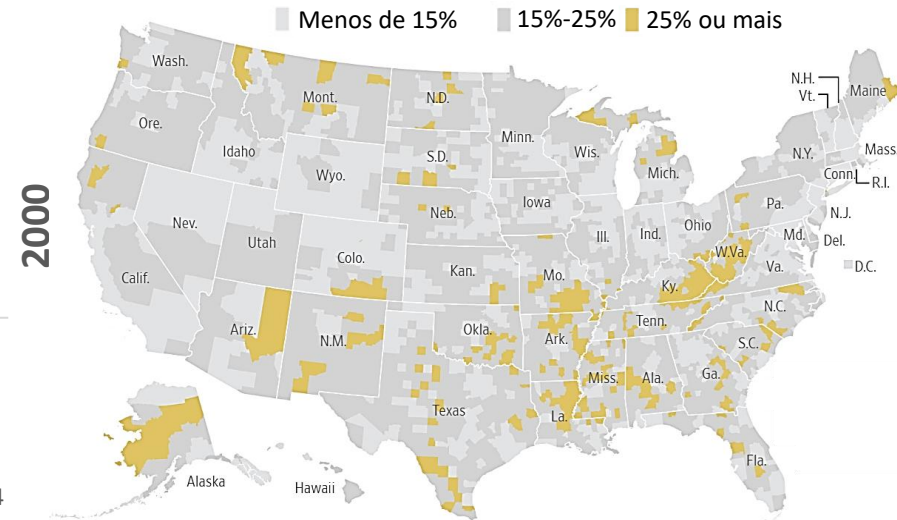 Menos de 15%
15%-25%
25% ou mais
2000
Wash.
Mont.
N.D.
Minn.
N.H.
Vt.
Maine
Ore.
Idaho
S.D.
Wis.
Mich.
N.Y.
Mass.
Wyo.
Conn.
R.I.
Nev.
Neb.
Iowa
Ill.
Ind.
Ohio
Pa.
N.J.
Utah
Colo.
Md.
Del.
Calif.
Kan.
Mo.
W.Va.
Va.
D.C.
Ky.
Ariz.
N.M.
Okla.
Ark.
Tenn.
N.C.
S.C.
Miss.
Ala.
Ga.
Texas
La.
Fla.
Alaska
Hawaii
4